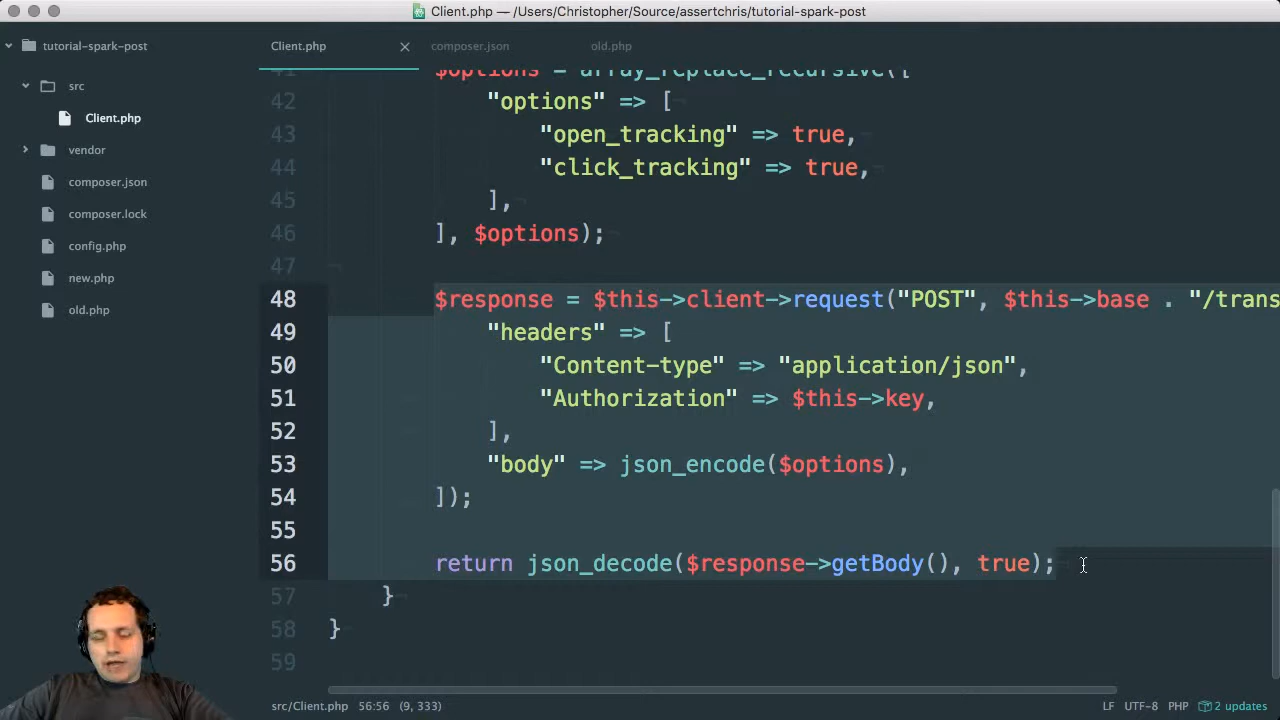 Client.php — /Users/Christopher/Source/assertchris/tutorial-spark-post
tutorial-spark-post
src
Client.php
vendor
composer.json
composer.lock
config.php
new.php
old.php
Client.php
composer.json
old.php
41 $options = array_replace_recursive([
42 "options" => [
43 "open_tracking" => true,
44 "click_tracking" => true,
45 ],
46 ], $options);
47
48 $response = $this->client->request("POST", $this->base . "/trans
49 "headers" => [
50 "Content-type" => "application/json",
51 "Authorization" => $this->key,
52 ],
53 "body" => json_encode($options),
54 ]);
55
56 return json_decode($response->getBody(), true);
57 }
58 }
59
src/Client.php 56:56 (9, 333)
LF UTF-8 PHP 2 updates